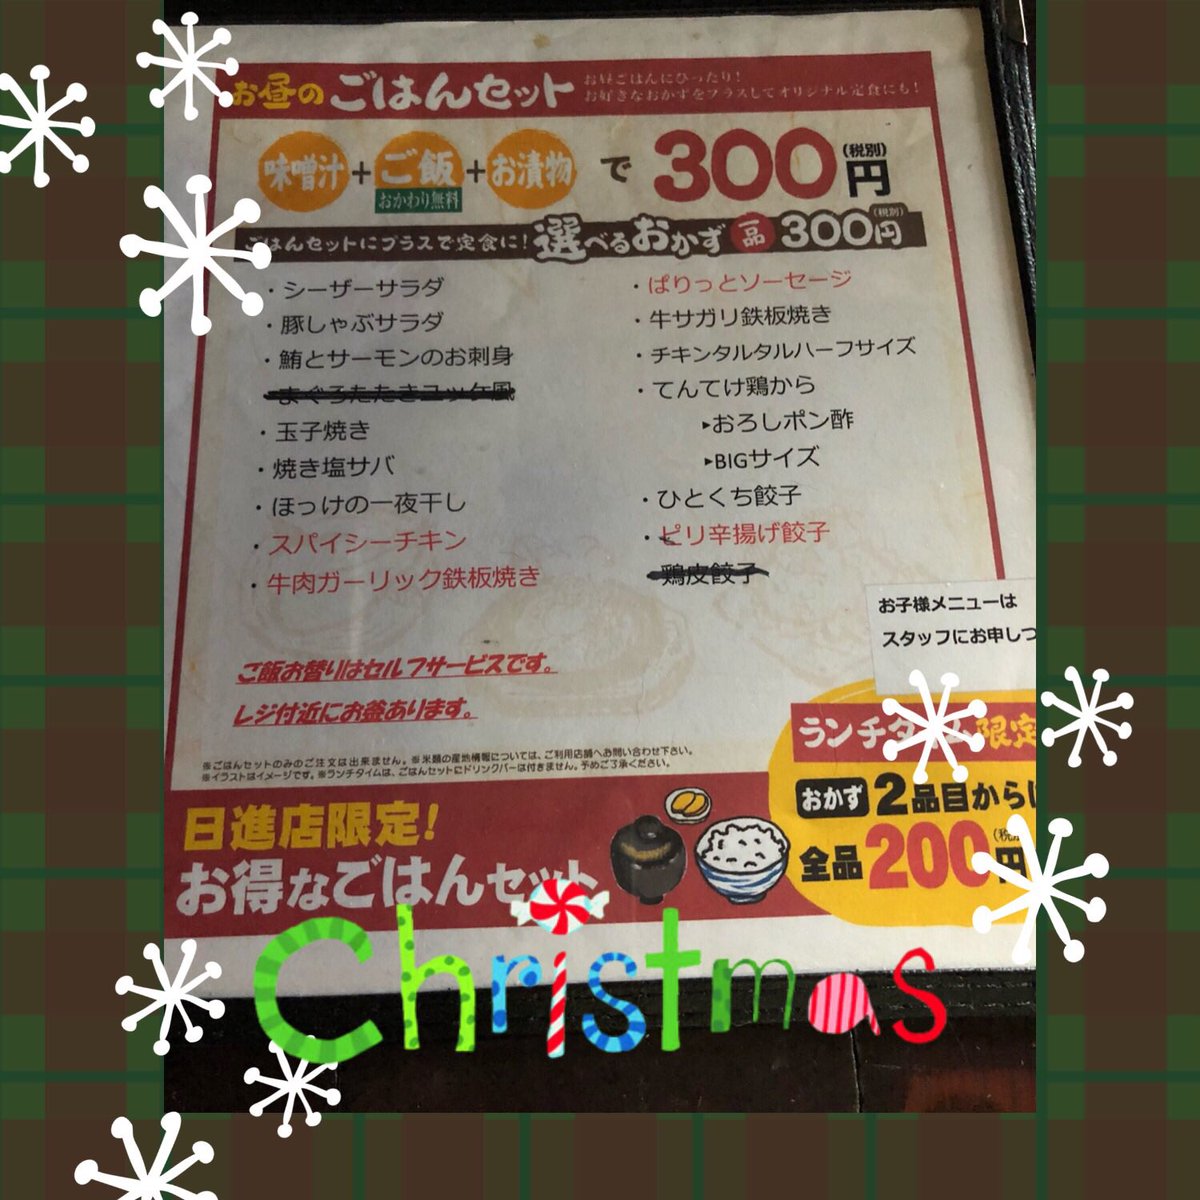 お昼の ごはんセット
お昼ごはんにぴったり!
お好きなおかずをプラスしてオリジナル定食にも!
味噌汁+ご飯+お漬物 で 300円(税別)
おかわり無料
ごはんセットにプラスで定食に! 選べるおかず 一品 300円(税別)
・シーザーサラダ
・豚しゃぶサラダ
・鮪とサーモンのお刺身
まぐろたたきユッケ風
・玉子焼き
・焼き塩サバ
・ほっけの一夜干し
・スパイシーチキン
・牛肉ガーリック鉄板焼き
・ぱりっとソーセージ
・牛サガリ鉄板焼き
・チキンタルタルハーフサイズ
・てんてけ鶏から
▸おろしポン酢
▸BIGサイズ
・ひとくち餃子
・ピリ辛揚げ餃子
鶏皮餃子
お子様メニューは
スタッフにお申しつ
ご飯お替りはセルフサービスです。
レジ付近にお釜あります。
※ごはんセットのみのご注文は出来ません。※米類の産地情報については、ご利用店舗へお問い合わせ下さい。
※イラストはイメージです。※ランチタイムは、ごはんセットにドリンクバーは付きません。予めご了承ください。
日進店限定!
お得なごはんセット
ランチタイム限定
おかず 2品目から
全品200円
Christmas